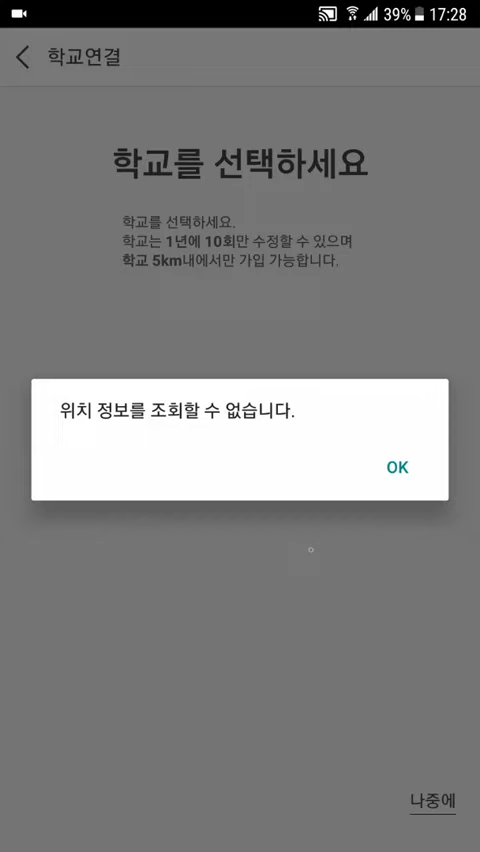 39% 17:28
학교연결
학교를 선택하세요
학교를 선택하세요.
학교는 1년에 10회만 수정할 수 있으며
학교 5km내에서만 가입 가능합니다.
위치 정보를 조회할 수 없습니다.
OK
나중에